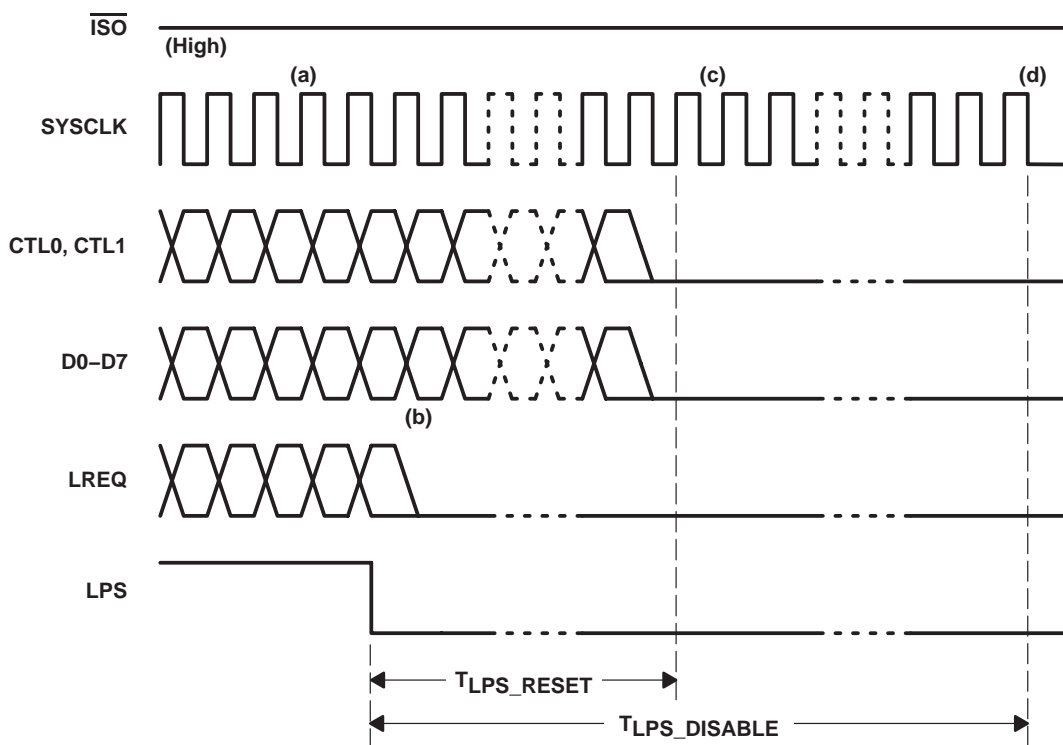 ISO
(High)
(a)
(c)
(d)
SYSCLK
CTL0, CTL1
D0–D7
(b)
LREQ
LPS
TLPS_RESET
TLPS_DISABLE